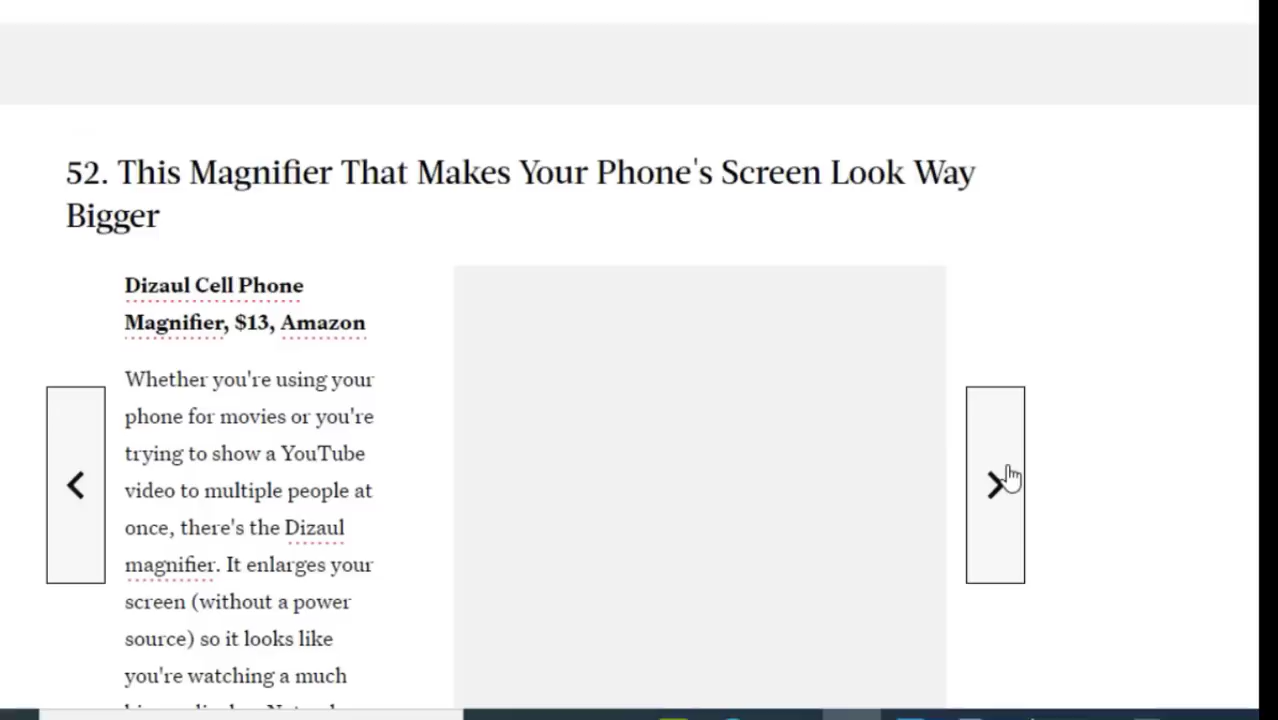 52. This Magnifier That Makes Your Phone's Screen Look Way
Bigger
Dizaul Cell Phone
Magnifier, $13, Amazon
Whether you're using your
phone for movies or you're
trying to show a YouTube
video to multiple people at
once, there's the Dizaul
magnifier. It enlarges your
screen (without a power
source) so it looks like
you're watching a much